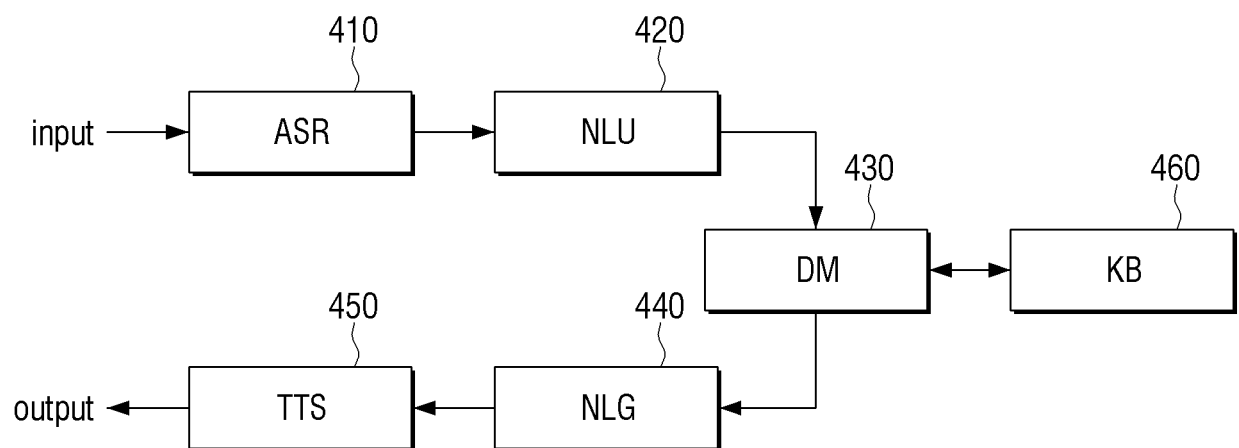 410
420
input
ASR
NLU
430
460
DM
KB
450
440
output
TTS
NLG